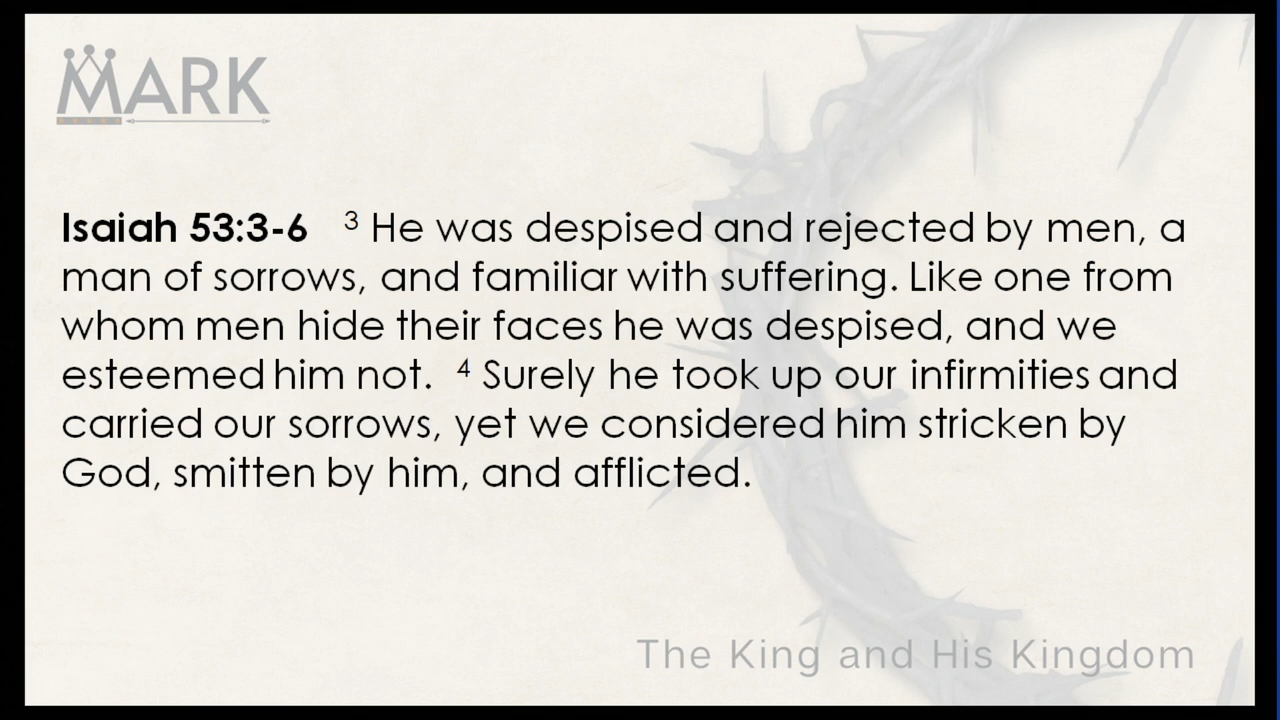 MARK
Isaiah 53:3-6 3 He was despised and rejected by men, a
man of sorrows, and familiar with suffering. Like one from
whom men hide their faces he was despised, and we
esteemed him not. 4 Surely he took up our infirmities and
carried our sorrows, yet we considered him stricken by
God, smitten by him, and afflicted.
The King and His Kingdom